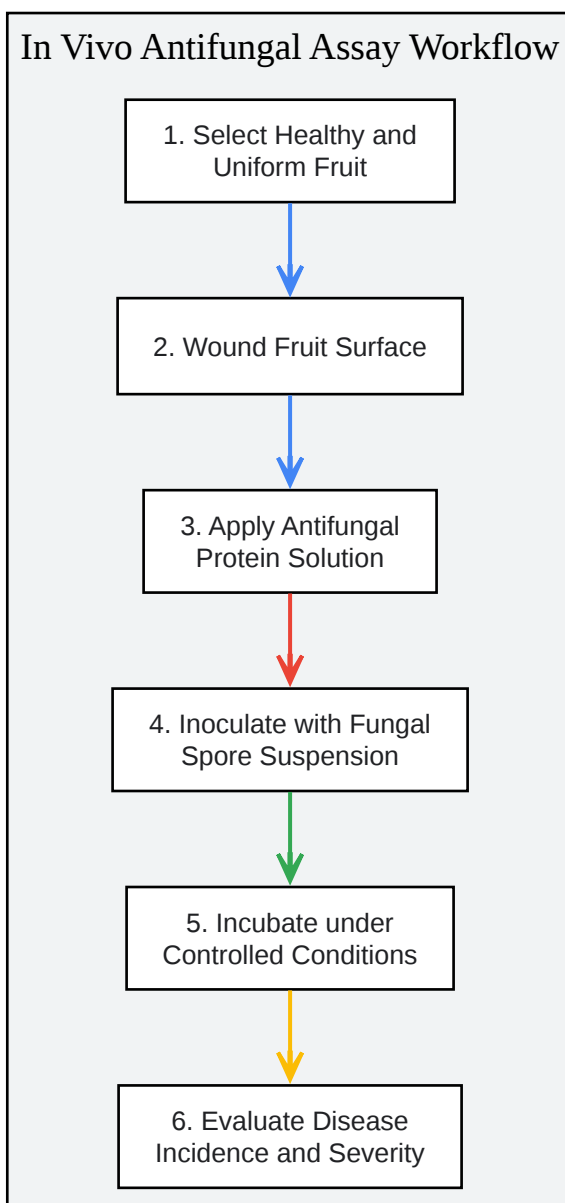 In Vivo Antifungal Assay Workflow
1. Select Healthy and
Uniform Fruit
2. Wound Fruit Surface
3. Apply Antifungal
Protein Solution
4. Inoculate with Fungal
Spore Suspension
5. Incubate under
Controlled Conditions
6. Evaluate Disease
Incidence and Severity